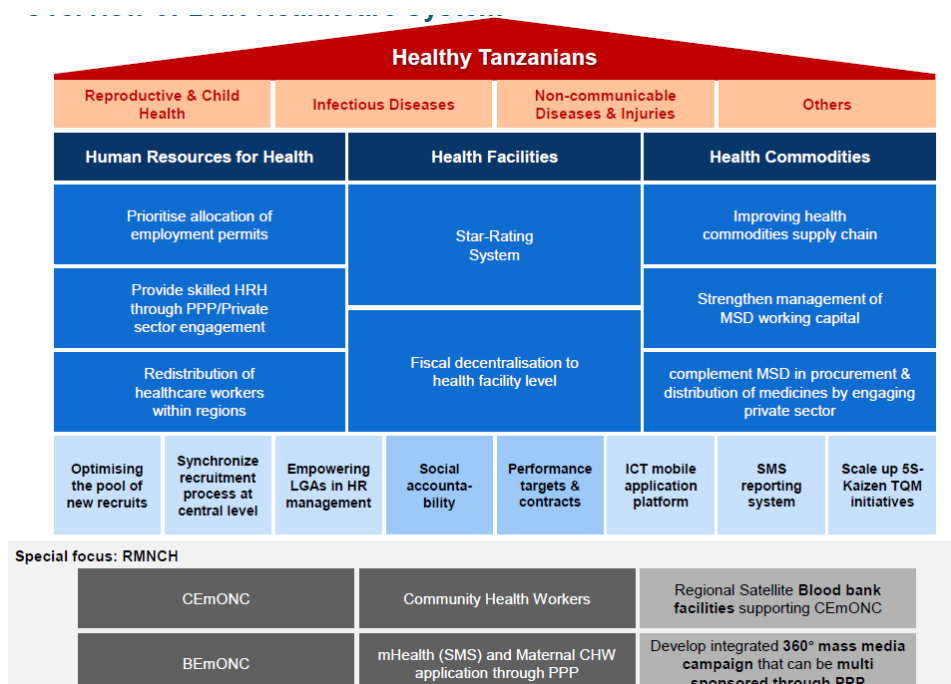 Healthy Tanzanians
Reproductive & Child
Health
Infectious Diseases
Non-communicable
Diseases & Injuries
Others
Human Resources for Health
Health Facilities
Health Commodities
Prioritise allocation of
employment permits
Star-Rating
System
Improving health
commodities supply chain
Provide skilled HRH
through PPP/Private
sector engagement
Strengthen management of
MSD working capital
Fiscal decentralisation to
health facility level
Redistribution of
healthcare workers
within regions
complement MSD in procurement &
distribution of medicines by engaging
private sector
Optimising
the pool of
new recruits
Synchronize
recruitment
process at
central level
Empowering
LGAs in HR
management
Social
accounta-
bility
Performance
targets &
contracts
ICT mobile
application
platform
SMS
reporting
system
Scale up 5S-
Kaizen TQM
initiatives
Special focus: RMNCH
CEmONC
Community Health Workers
Regional Satellite Blood bank
facilities supporting CEmONC
BEmONC
mHealth (SMS) and Maternal CHW
application through PPP
Develop integrated 360° mass media
campaign that can be multi
sponsored through PPP